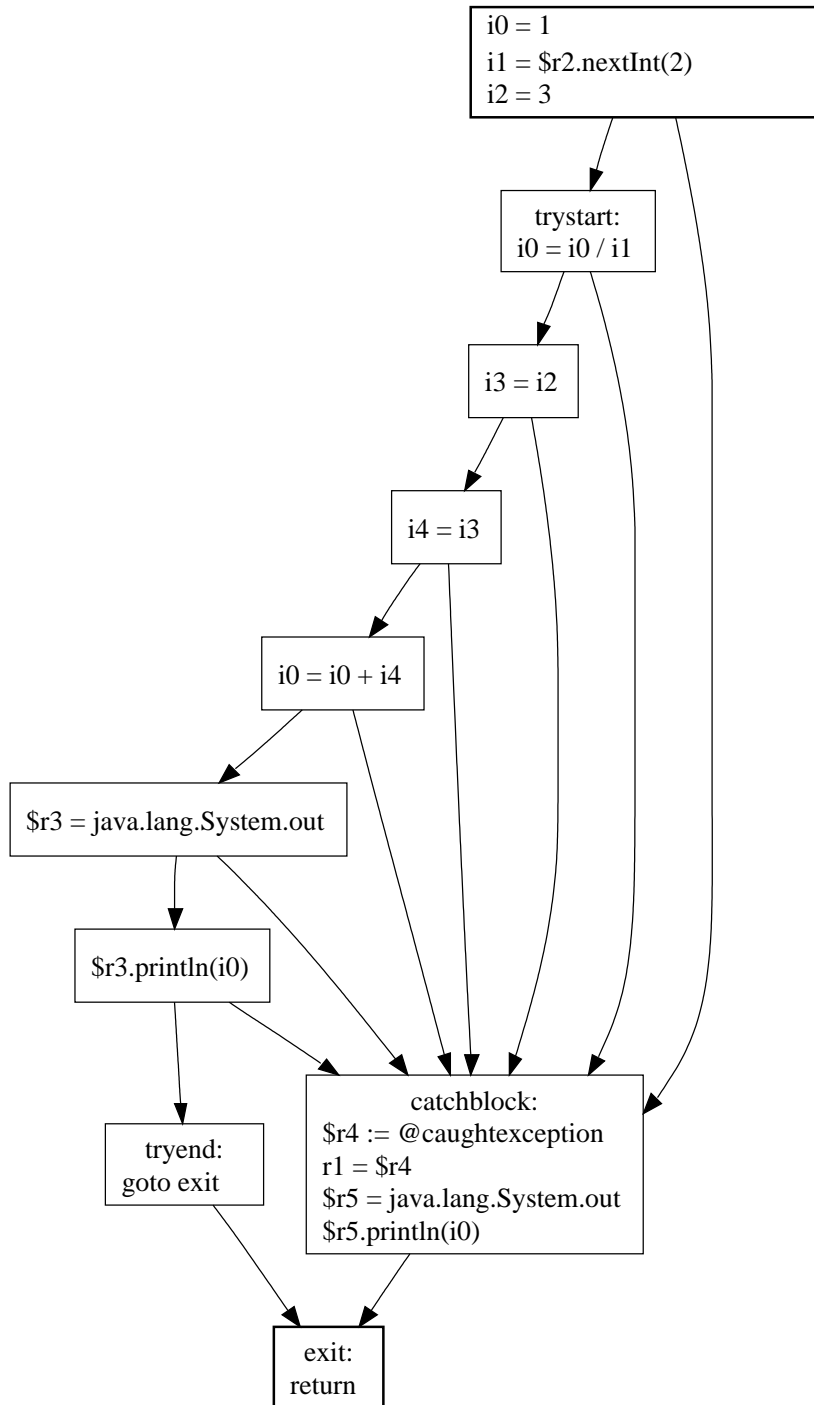 i0 = 1
i1 = $r2.nextInt(2)
i2 = 3
trystart:
i0 = i0 / i1
i3 = i2
i4 = i3
i0 = i0 + i4
$r3 = java.lang.System.out
$r3.println(i0)
catchblock:
$r4 := @caughtexception
r1 = $r4
$r5 = java.lang.System.out
$r5.println(i0)
tryend:
goto exit
exit:
return